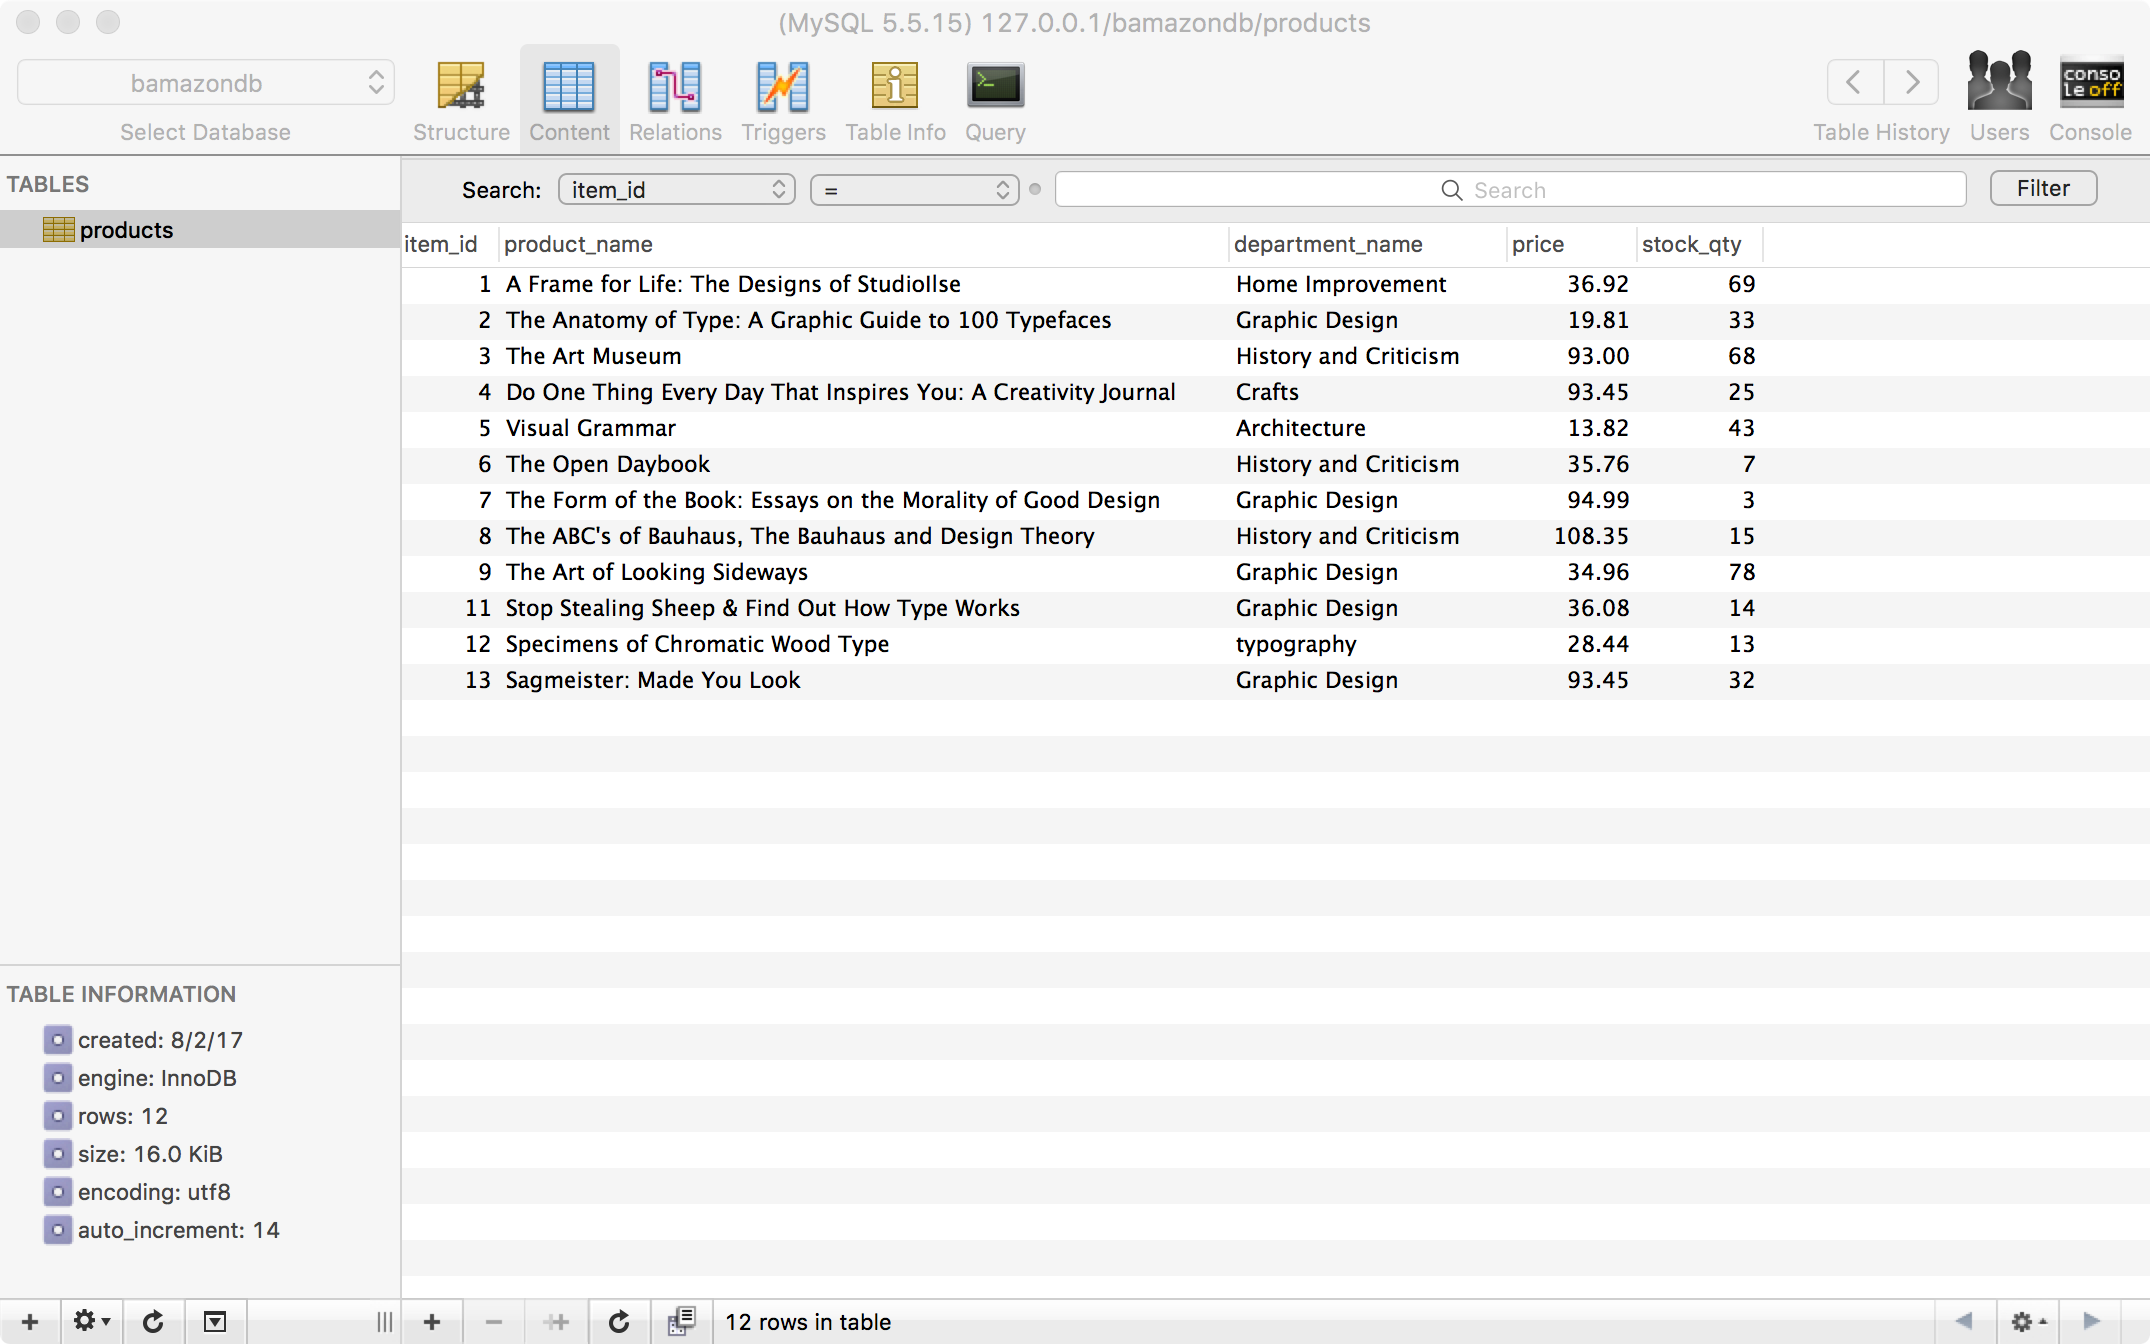 (MySQL 5.5.15) 127.0.0.1/bamazondb/products
bamazondb
conso
le off
Select Database Structure Content Relations Triggers Table Info Query Table History Users Console
TABLES
products
Search: item_id = Search Filter
item_id product_name department_name price stock_qty
1 A Frame for Life: The Designs of StudioIlse Home Improvement 36.92 69
2 The Anatomy of Type: A Graphic Guide to 100 Typefaces Graphic Design 19.81 33
3 The Art Museum History and Criticism 93.00 68
4 Do One Thing Every Day That Inspires You: A Creativity Journal Crafts 93.45 25
5 Visual Grammar Architecture 13.82 43
6 The Open Daybook History and Criticism 35.76 7
7 The Form of the Book: Essays on the Morality of Good Design Graphic Design 94.99 3
8 The ABC's of Bauhaus, The Bauhaus and Design Theory History and Criticism 108.35 15
9 The Art of Looking Sideways Graphic Design 34.96 78
11 Stop Stealing Sheep & Find Out How Type Works Graphic Design 36.08 14
12 Specimens of Chromatic Wood Type typography 28.44 13
13 Sagmeister: Made You Look Graphic Design 93.45 32
TABLE INFORMATION
created: 8/2/17
engine: InnoDB
rows: 12
size: 16.0 KiB
encoding: utf8
auto_increment: 14
12 rows in table